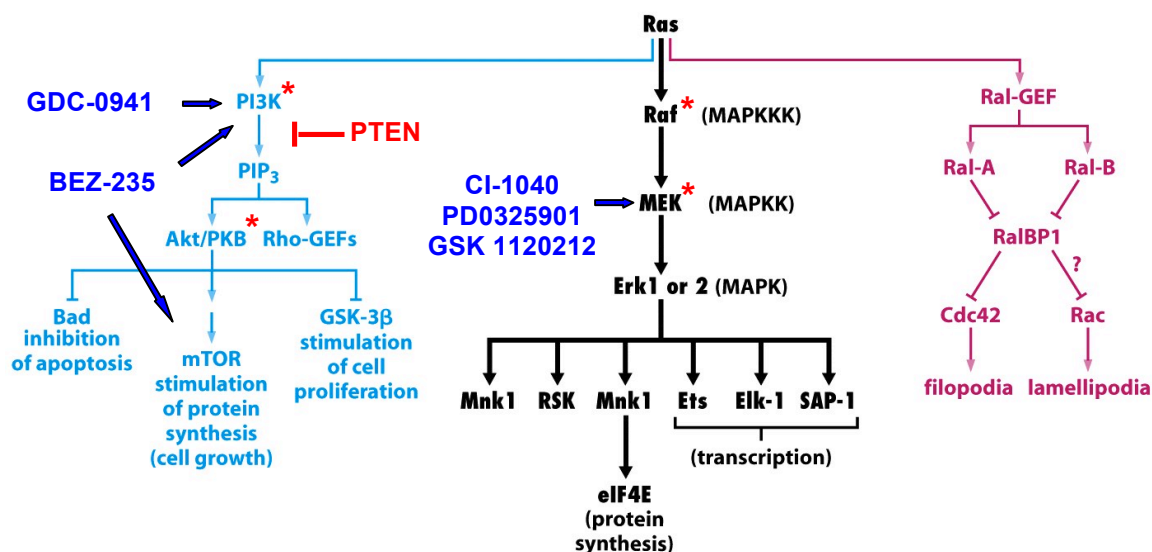 Ras
GDC-0941
PI3K*
PTEN
Raf* (MAPKKK)
Ral-GEF
BEZ-235
PIP3
Ral-A
Ral-B
CI-1040
PD0325901
GSK 1120212
MEK* (MAPKK)
Akt/PKB*
Rho-GEFs
RalBP1
?
Erk1 or 2 (MAPK)
Bad
inhibition
of apoptosis
mTOR
stimulation
of protein
synthesis
(cell growth)
GSK-3β
stimulation
of cell
proliferation
Cdc42
Rac
filopodia
lamellipodia
Mnk1
RSK
Mnk1
Ets
Elk-1
SAP-1
(transcription)
eIF4E
(protein
synthesis)